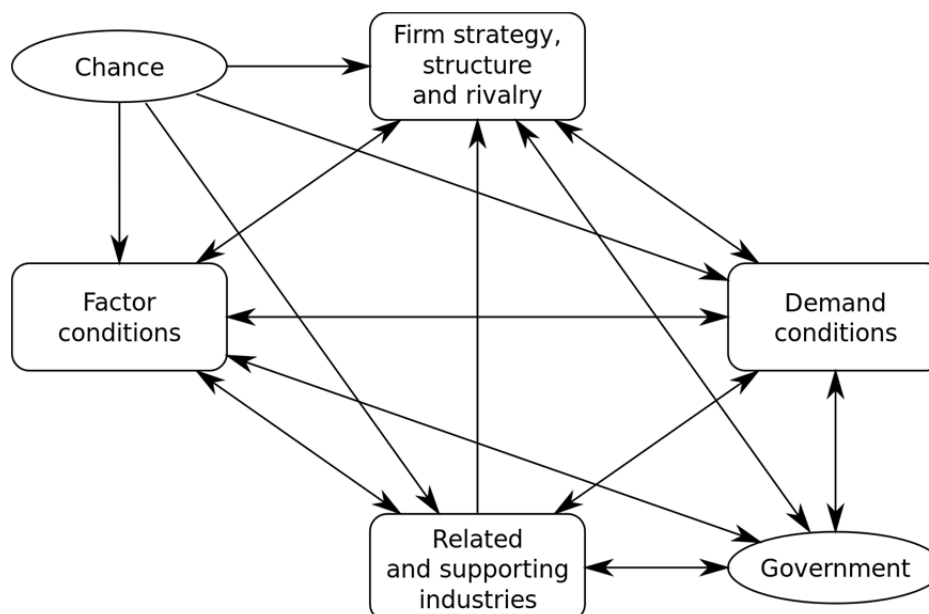 Chance
Firm strategy,
structure
and rivalry
Factor
conditions
Demand
conditions
Related
and supporting
industries
Government